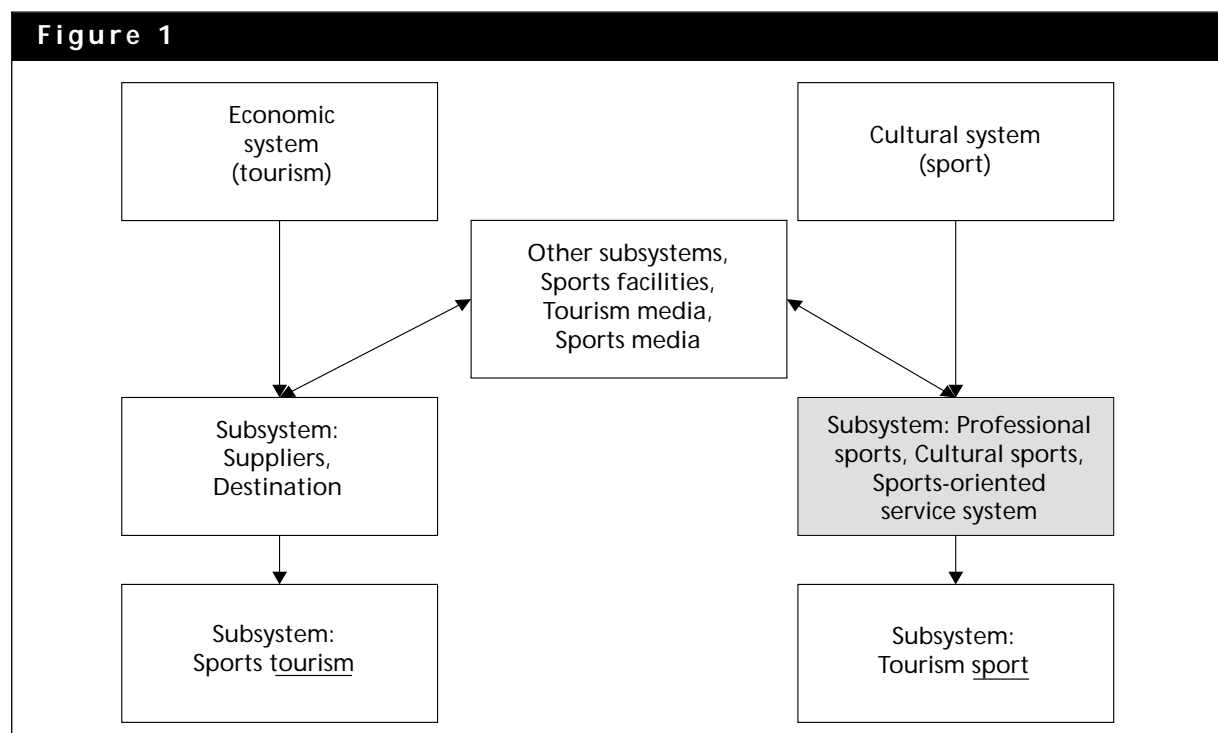 Figure 1
Economic
system
(tourism)
Cultural system
(sport)
Other subsystems,
Sports facilities,
Tourism media,
Sports media
Subsystem:
Suppliers,
Destination
Subsystem: Professional
sports, Cultural sports,
Sports-oriented
service system
Subsystem:
Sports tourism
Subsystem:
Tourism sport